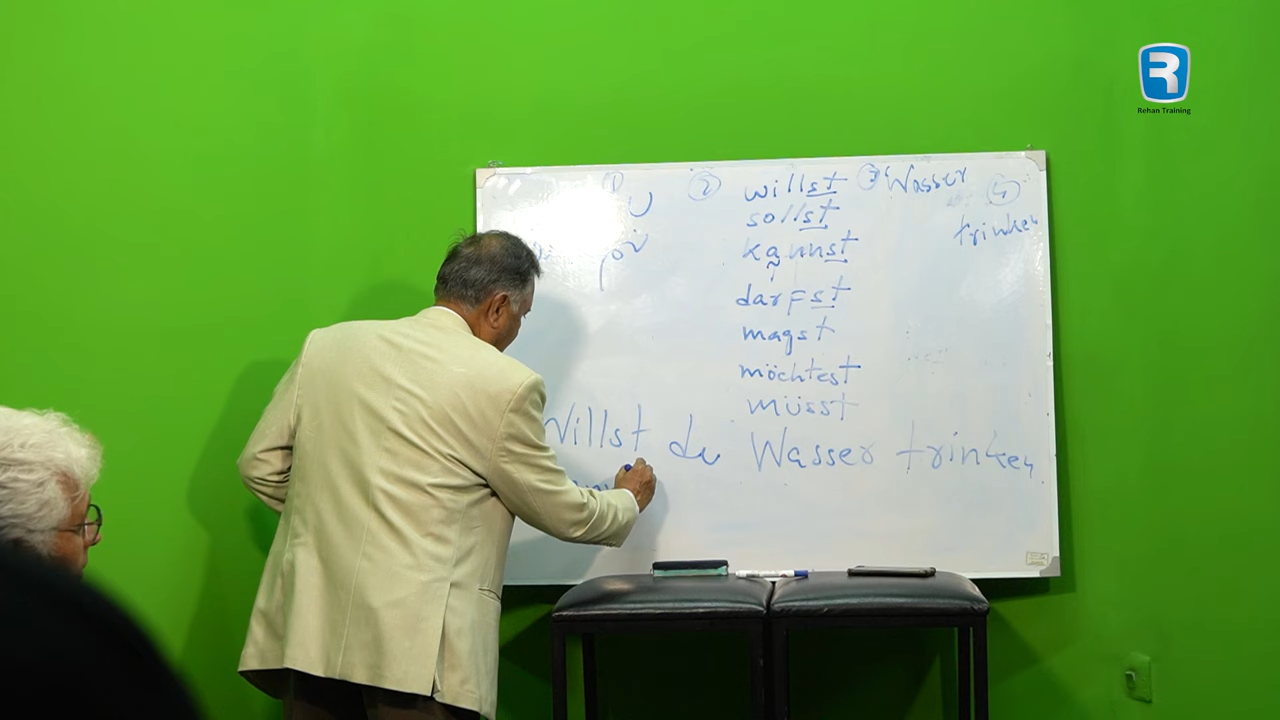 Rehan Training
① ② willst ③ Wasser ④
sollst trinken
kannst
darfst
magst
möchtest
müsst
Willst du Wasser trinken